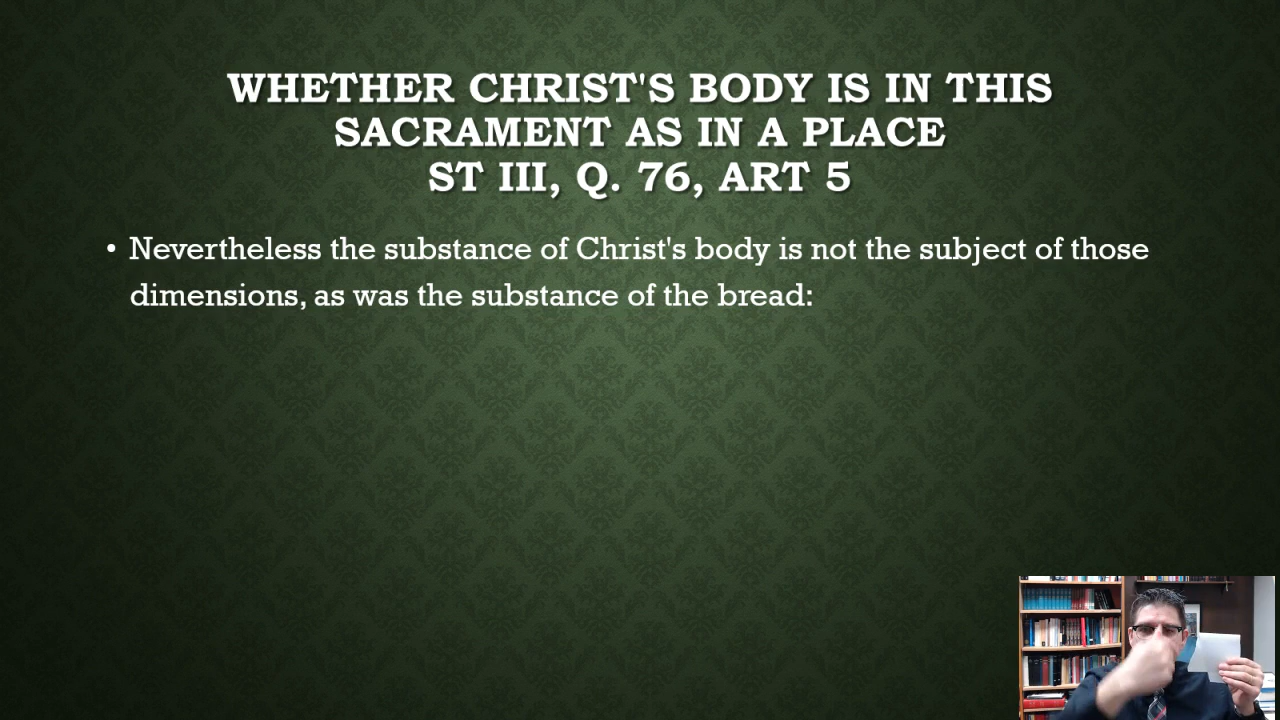 WHETHER CHRIST'S BODY IS IN THIS
SACRAMENT AS IN A PLACE
ST III, Q. 76, ART 5
• Nevertheless the substance of Christ's body is not the subject of those
dimensions, as was the substance of the bread: